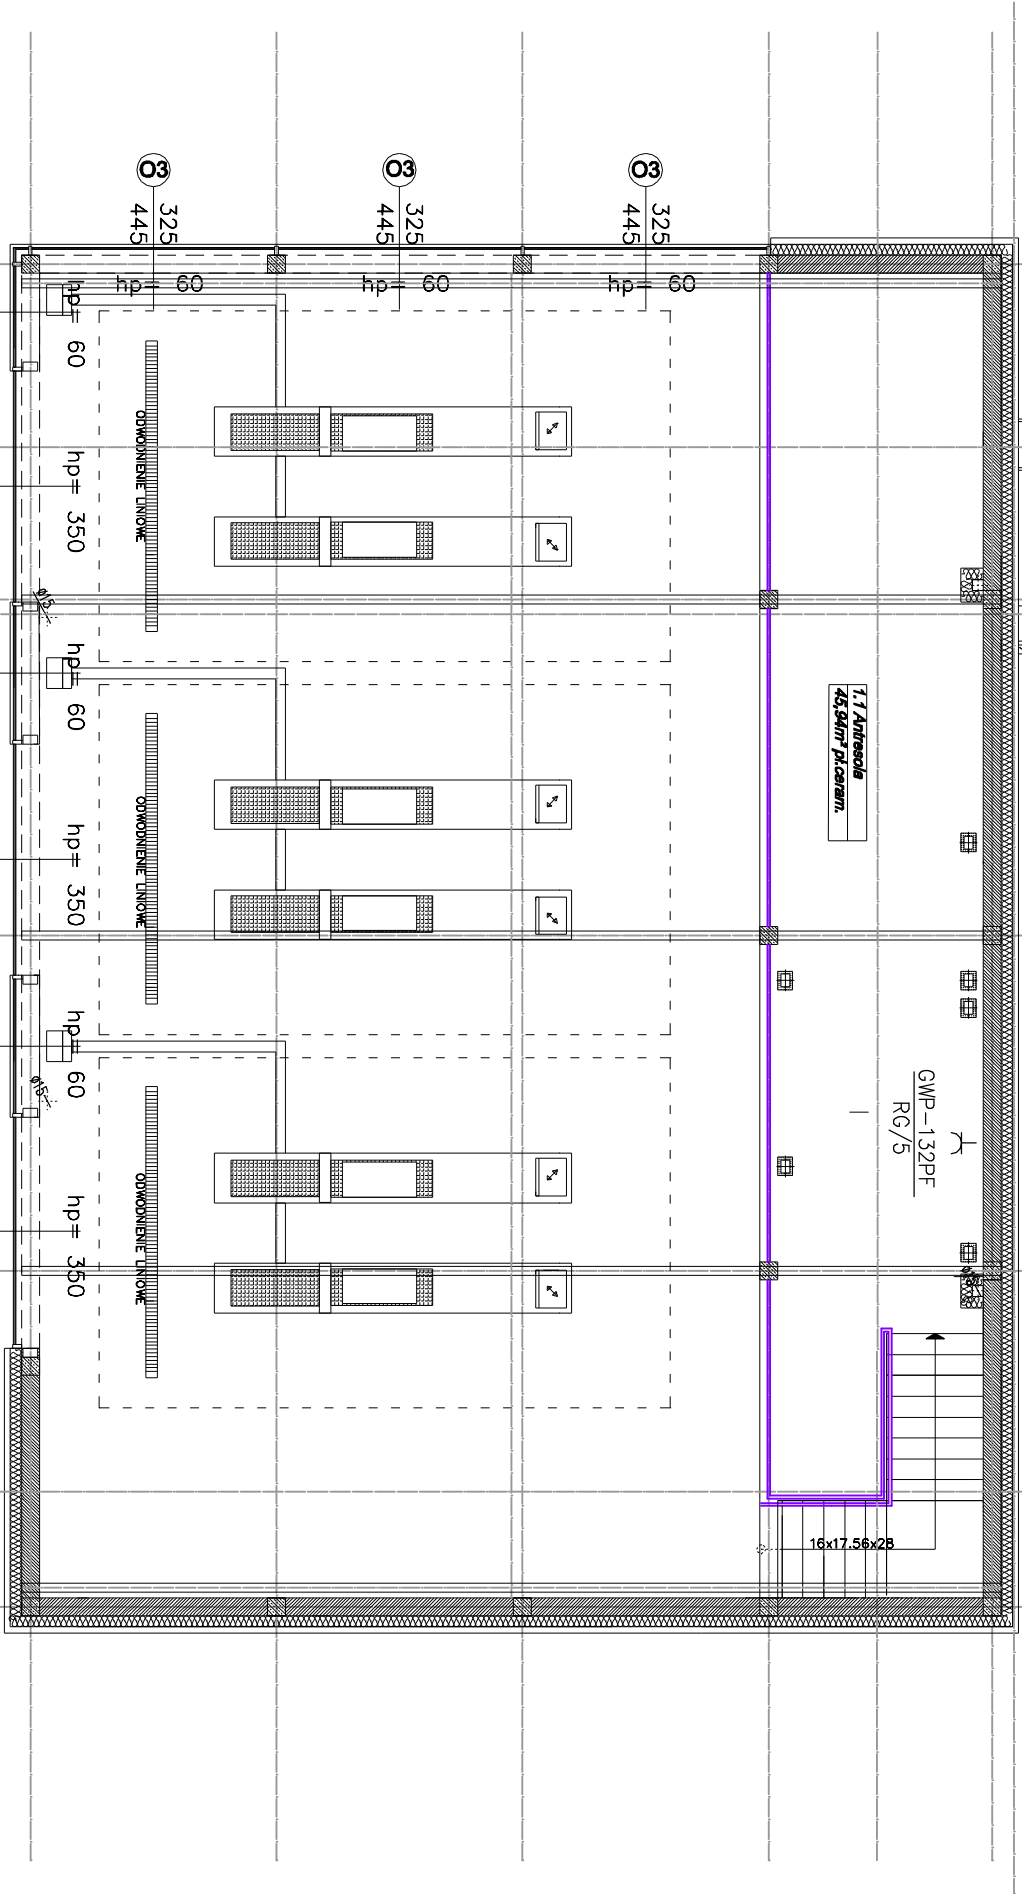 O3
325
445
hp= 60
O3
325
445
hp= 60
O3
325
445
hp= 60
hp= 60
ODWODNIENIE LINIOWE
hp= 350
ø15
hp= 60
1.1 Antresola
45,94m² pł.ceram.
ODWODNIENIE LINIOWE
hp= 350
hp= 60
ø15
GWP-132PF
RG/5
ODWODNIENIE LINIOWE
hp= 350
16x17.56x28